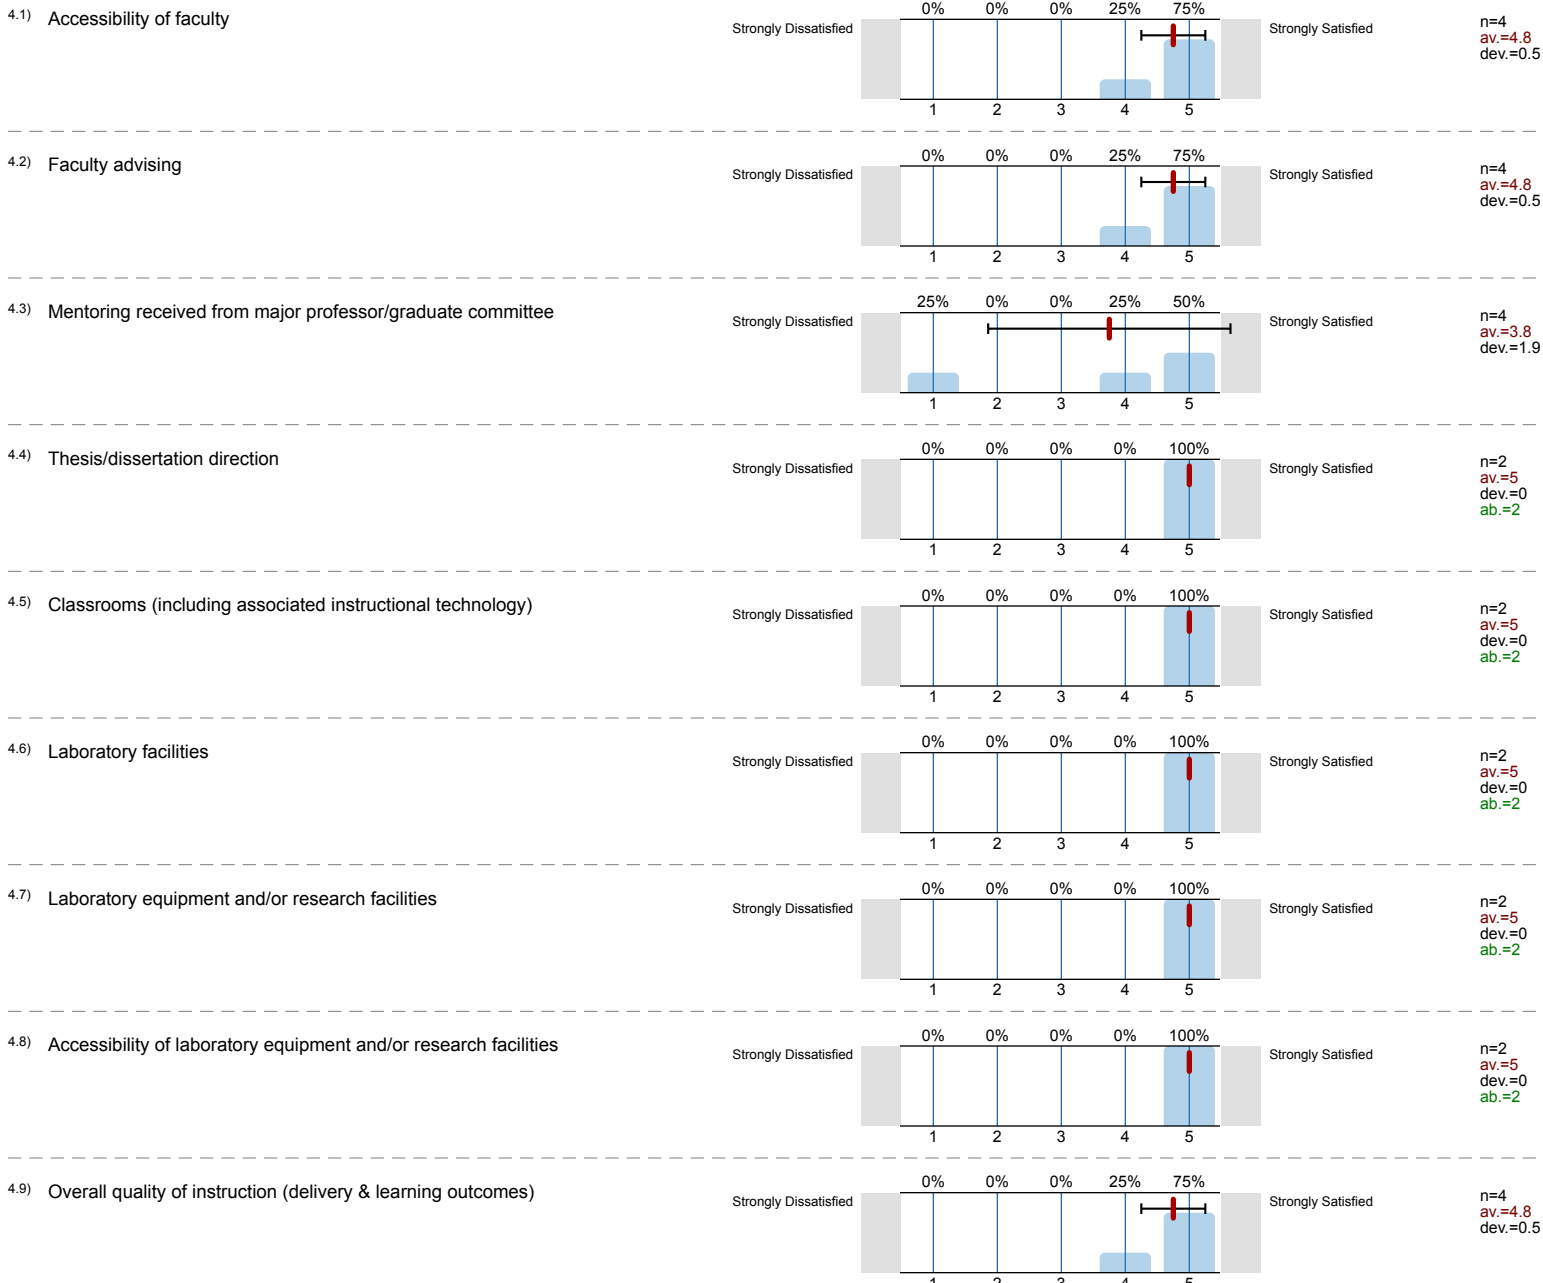 4.1) Accessibility of faculty
0% 0% 0% 25% 75%
Strongly Dissatisfied Strongly Satisfied
n=4
av.=4.8
dev.=0.5
1 2 3 4 5
4.2) Faculty advising
0% 0% 0% 25% 75%
Strongly Dissatisfied Strongly Satisfied
n=4
av.=4.8
dev.=0.5
1 2 3 4 5
4.3) Mentoring received from major professor/graduate committee
25% 0% 0% 25% 50%
Strongly Dissatisfied Strongly Satisfied
n=4
av.=3.8
dev.=1.9
1 2 3 4 5
4.4) Thesis/dissertation direction
0% 0% 0% 0% 100%
Strongly Dissatisfied Strongly Satisfied
n=2
av.=5
dev.=0
ab.=2
1 2 3 4 5
4.5) Classrooms (including associated instructional technology)
0% 0% 0% 0% 100%
Strongly Dissatisfied Strongly Satisfied
n=2
av.=5
dev.=0
ab.=2
1 2 3 4 5
4.6) Laboratory facilities
0% 0% 0% 0% 100%
Strongly Dissatisfied Strongly Satisfied
n=2
av.=5
dev.=0
ab.=2
1 2 3 4 5
4.7) Laboratory equipment and/or research facilities
0% 0% 0% 0% 100%
Strongly Dissatisfied Strongly Satisfied
n=2
av.=5
dev.=0
ab.=2
1 2 3 4 5
4.8) Accessibility of laboratory equipment and/or research facilities
0% 0% 0% 0% 100%
Strongly Dissatisfied Strongly Satisfied
n=2
av.=5
dev.=0
ab.=2
1 2 3 4 5
4.9) Overall quality of instruction (delivery & learning outcomes)
0% 0% 0% 25% 75%
Strongly Dissatisfied Strongly Satisfied
n=4
av.=4.8
dev.=0.5
1 2 3 4 5